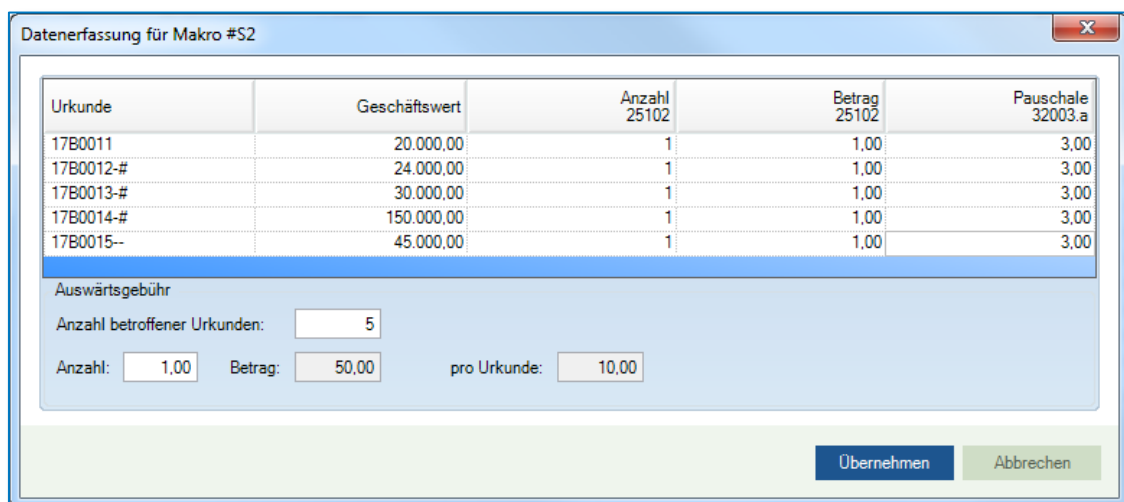 Datenerfassung für Makro #S2
x
Urkunde Geschäftswert Anzahl 25102 Betrag 25102 Pauschale 32003.a
17B0011 20.000,00 1 1,00 3,00
17B0012-# 24.000,00 1 1,00 3,00
17B0013-# 30.000,00 1 1,00 3,00
17B0014-# 150.000,00 1 1,00 3,00
17B0015-- 45.000,00 1 1,00 3,00
Auswärtsgebühr
Anzahl betroffener Urkunden: 5
Anzahl: 1,00 Betrag: 50,00 pro Urkunde: 10,00
Übernehmen Abbrechen